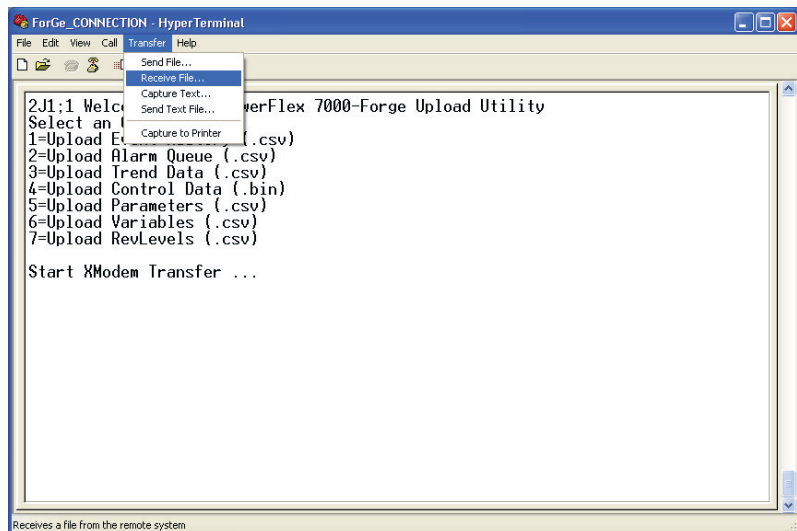 ForGe_CONNECTION - HyperTerminal
File Edit View Call Transfer Help
Send File...
Receive File...
Capture Text...
Send Text File...
Capture to Printer
2J1;1 Welc werFlex 7000-Forge Upload Utility
Select an
1=Upload (.csv)
2=Upload Alarm Queue (.csv)
3=Upload Trend Data (.csv)
4=Upload Control Data (.bin)
5=Upload Parameters (.csv)
6=Upload Variables (.csv)
7=Upload RevLevels (.csv)
Start XModem Transfer ...
Receives a file from the remote system